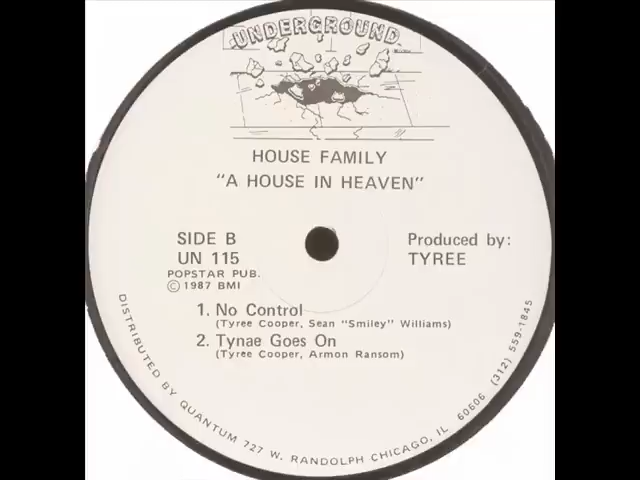 UNDERGROUND
HOUSE FAMILY
"A HOUSE IN HEAVEN"
SIDE B
UN 115
POPSTAR PUB.
© 1987 BMI
Produced by:
TYREE
1. No Control
(Tyree Cooper, Sean "Smiley" Williams)
2. Tynae Goes On
(Tyree Cooper, Armon Ransom)
DISTRIBUTED BY QUANTUM 727 W. RANDOLPH CHICAGO, IL 60606 (312) 559-1845